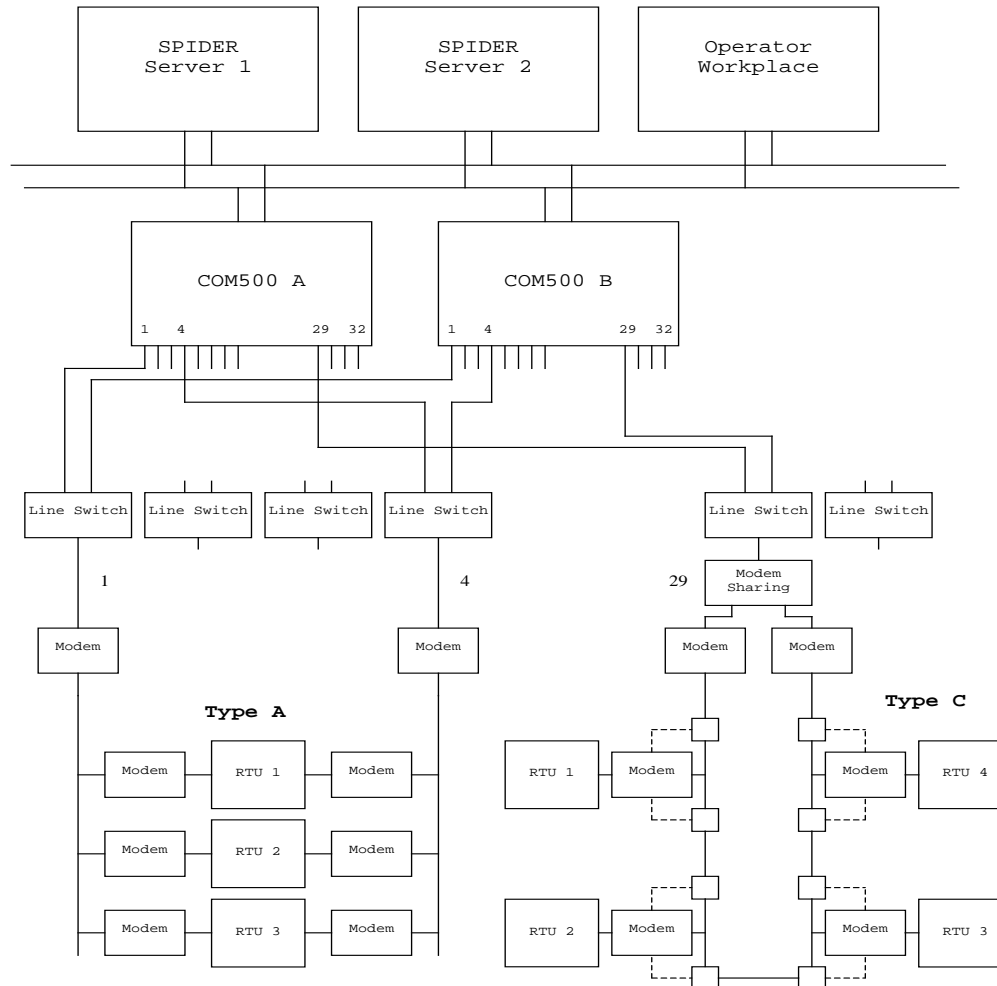 SPIDER
Server 1
SPIDER
Server 2
Operator
Workplace
COM500 A
1 4 29 32
COM500 B
1 4 29 32
Line Switch
Line Switch
Line Switch
Line Switch
Line Switch
Line Switch
1
4
29
Modem
Sharing
Modem
Modem
Modem
Modem
Type A
Type C
Modem
RTU 1
Modem
RTU 1
Modem
Modem
RTU 4
Modem
RTU 2
Modem
Modem
RTU 3
Modem
RTU 2
Modem
Modem
RTU 3